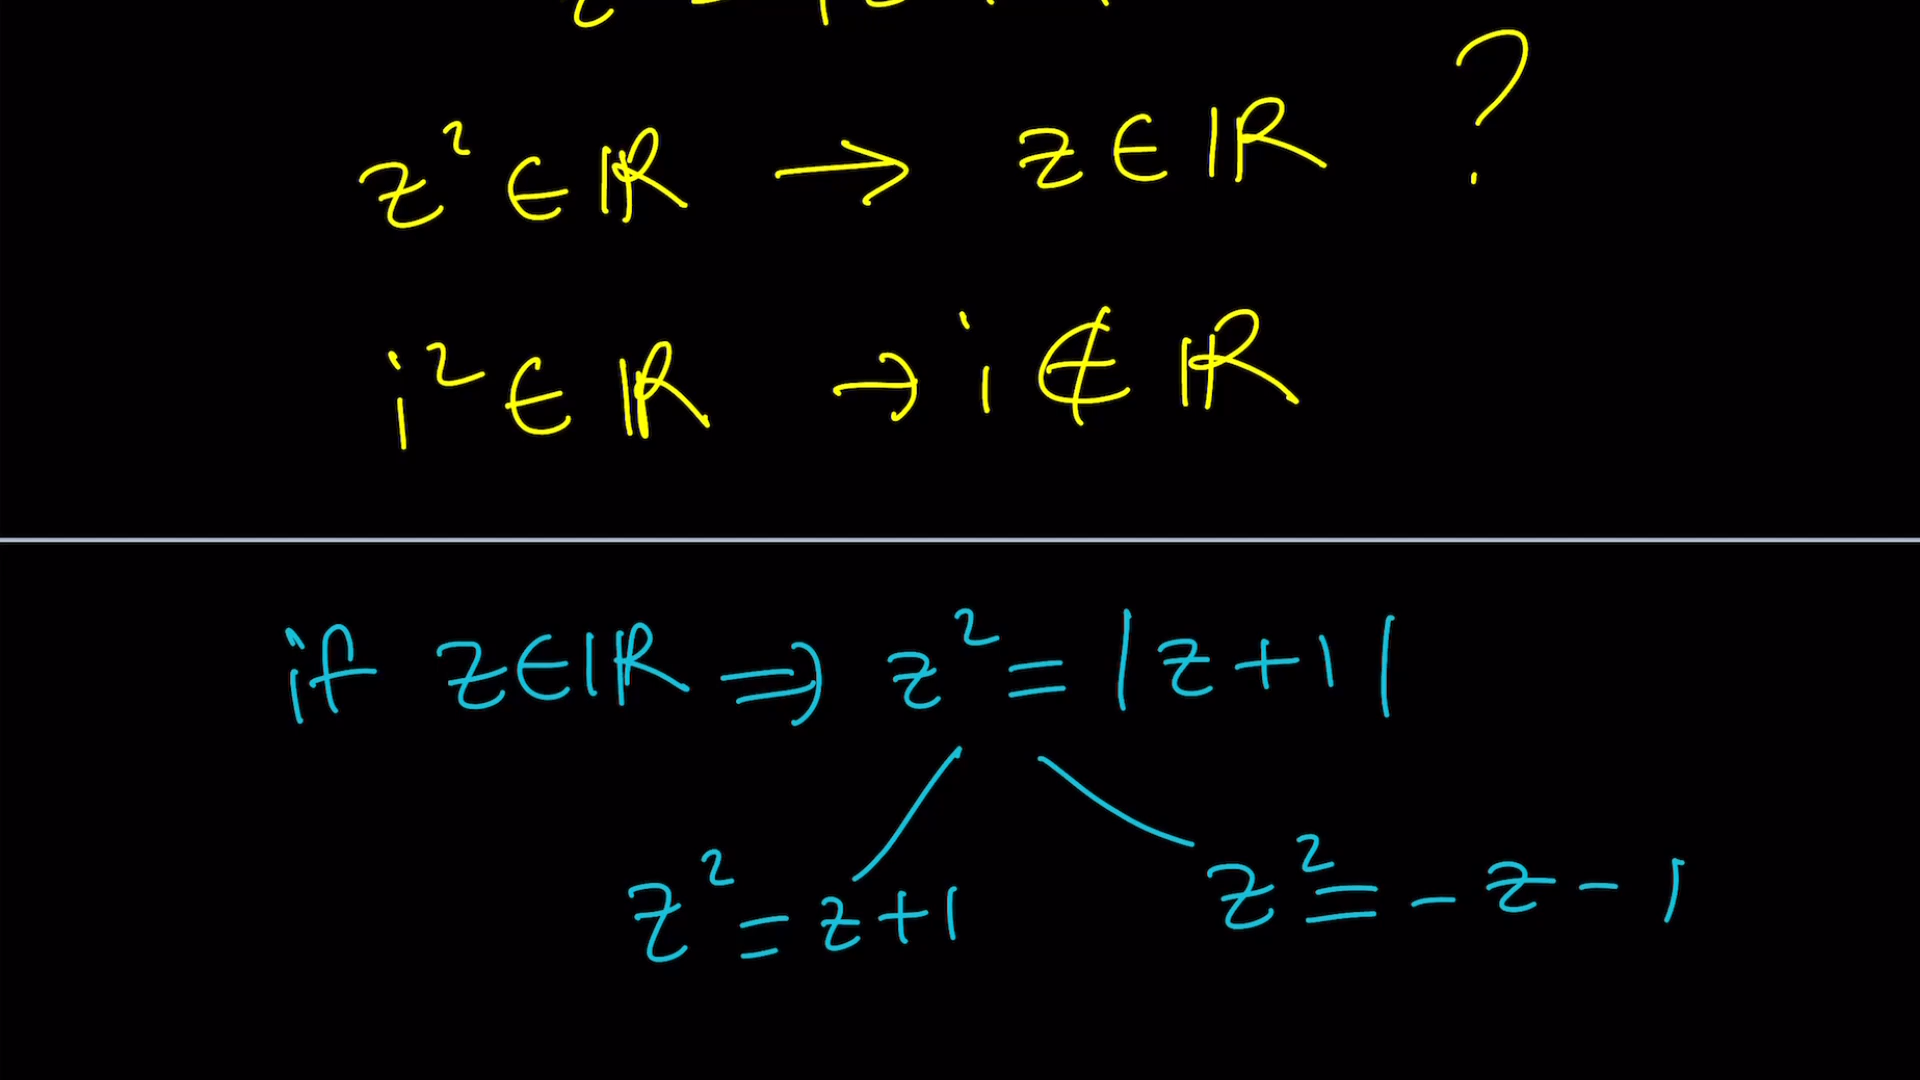 z² ∈ ℝ → z ∈ ℝ ?
i² ∈ ℝ → i ∉ ℝ
if z ∈ ℝ ⇒ z² = |z+1|
z² = z+1 z² = -z-1